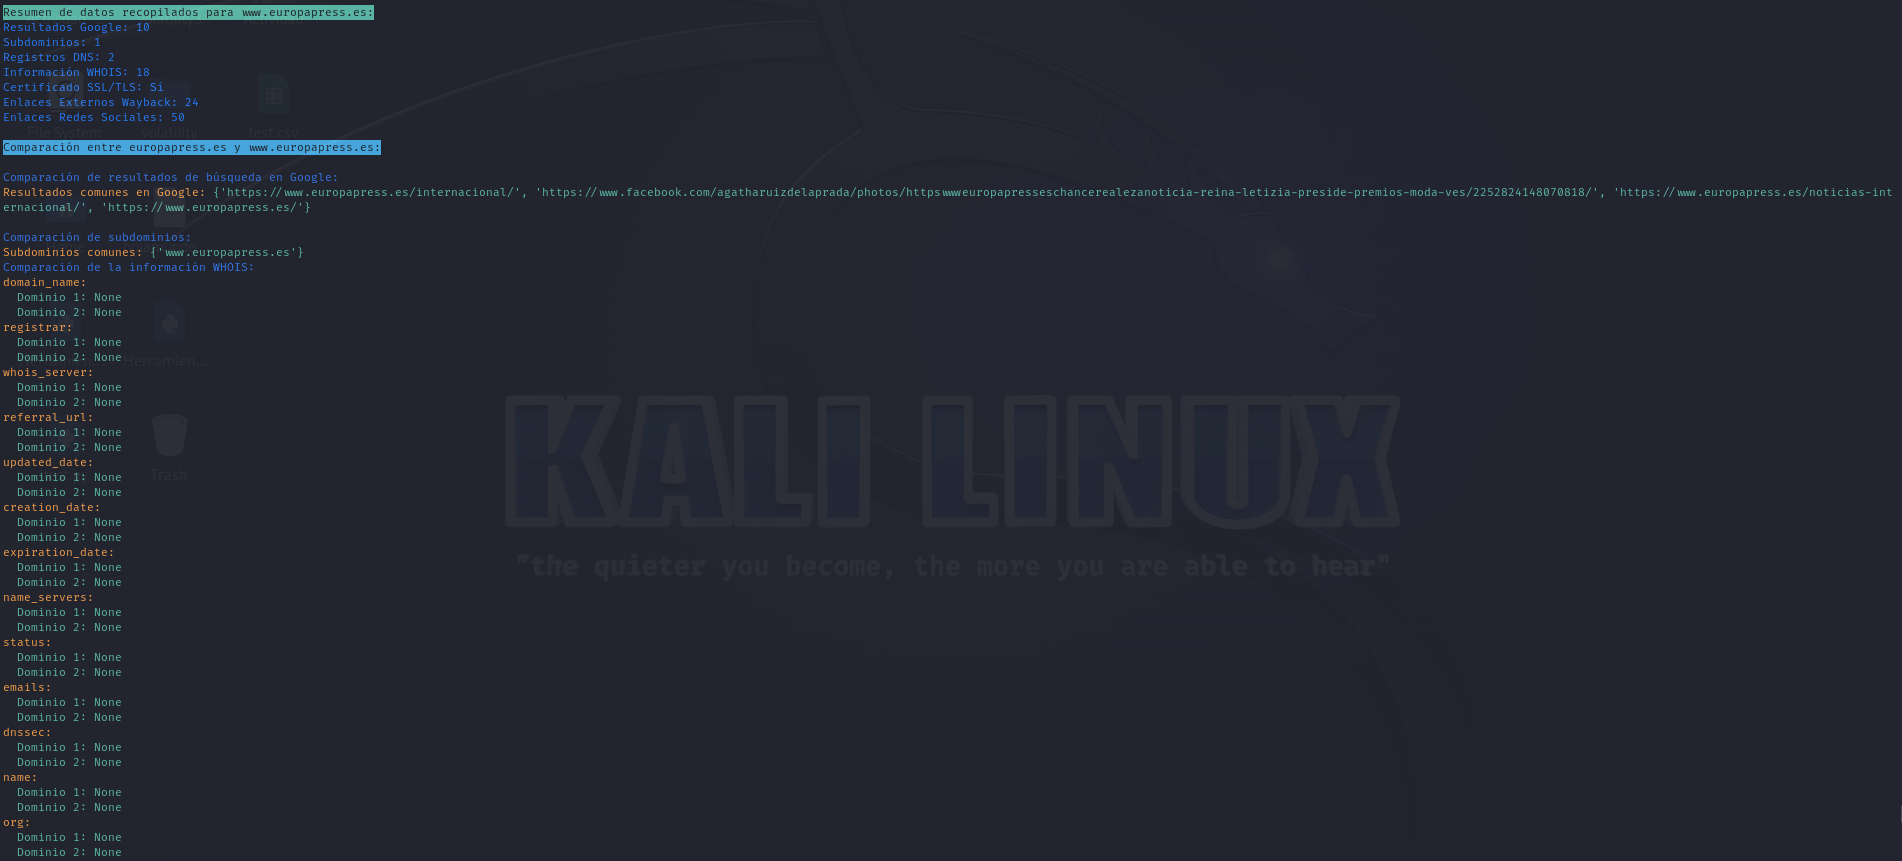 Resumen de datos recopilados para www.europapress.es:
Resultados Google: 10
Subdominios: 1
Registros DNS: 2
Información WHOIS: 18
Certificado SSL/TLS: Sí
Enlaces Externos Wayback: 24
Enlaces Redes Sociales: 50
File System
volatility
test.csv
Comparación entre europapress.es y www.europapress.es:
Comparación de resultados de búsqueda en Google:
Resultados comunes en Google: {'https://www.europapress.es/internacional/', 'https://www.facebook.com/agatharuizdelaprada/photos/httpswwweuropapresseschancerealezanoticia-reina-letizia-preside-premios-moda-ves/2252824148070818/', 'https://www.europapress.es/noticias-int
ernacional/', 'https://www.europapress.es/'}
Comparación de subdominios:
Subdominios comunes: {'www.europapress.es'}
Comparación de la información WHOIS:
domain_name:
Dominio 1: None
Dominio 2: None
registrar:
Dominio 1: None
Dominio 2: None
Herramien...
whois_server:
Dominio 1: None
Dominio 2: None
referral_url:
Dominio 1: None
Dominio 2: None
updated_date:
Dominio 1: None
Dominio 2: None
Trash
creation_date:
Dominio 1: None
Dominio 2: None
expiration_date:
Dominio 1: None
Dominio 2: None
name_servers:
Dominio 1: None
Dominio 2: None
status:
Dominio 1: None
Dominio 2: None
emails:
Dominio 1: None
Dominio 2: None
dnssec:
Dominio 1: None
Dominio 2: None
name:
Dominio 1: None
Dominio 2: None
org:
Dominio 1: None
Dominio 2: None
KALI LINUX
"the quieter you become, the more you are able to hear"